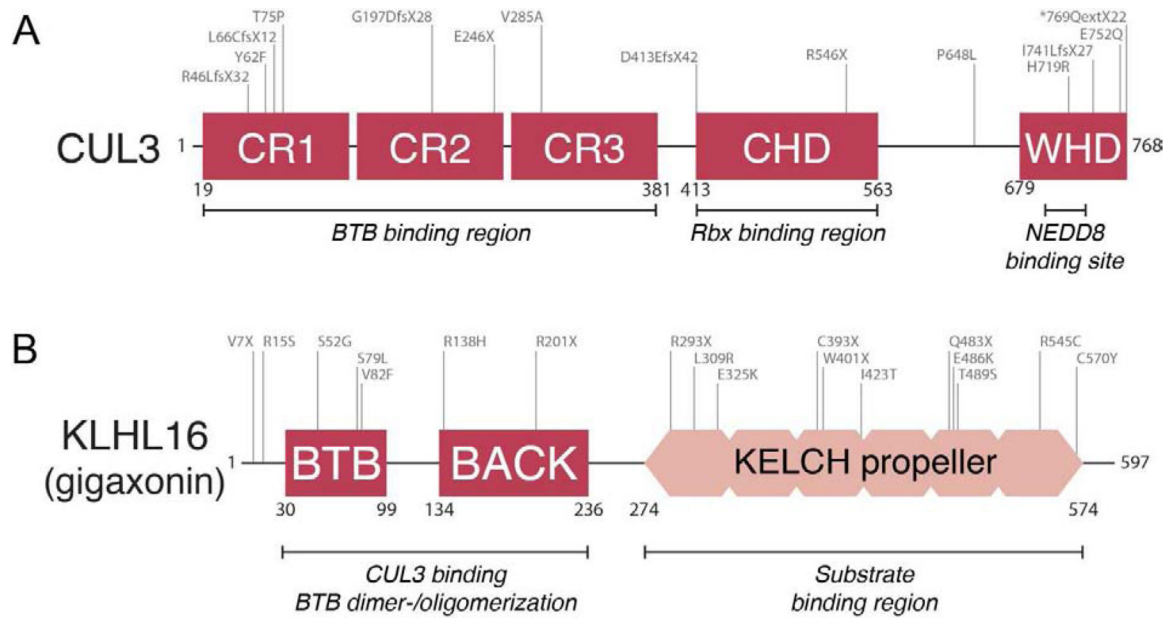 A
T75P G197DfsX28 V285A *769QextX22
L66CfsX12 E246X E752Q
Y62F D413EfsX42 R546X P648L I741LfsX27
R46LfsX32 H719R
CUL3 1 CR1 CR2 CR3 CHD WHD 768
19 381 413 563 679
BTB binding region Rbx binding region NEDD8
binding site
B
V7X R15S S52G R138H R201X R293X C393X Q483X R545C
S79L L309R W401X E486K C570Y
V82F E325K I423T T489S
KLHL16
(gigaxonin)
1 BTB BACK KELCH propeller 597
30 99 134 236 274 574
CUL3 binding Substrate
BTB dimer-/oligomerization binding region